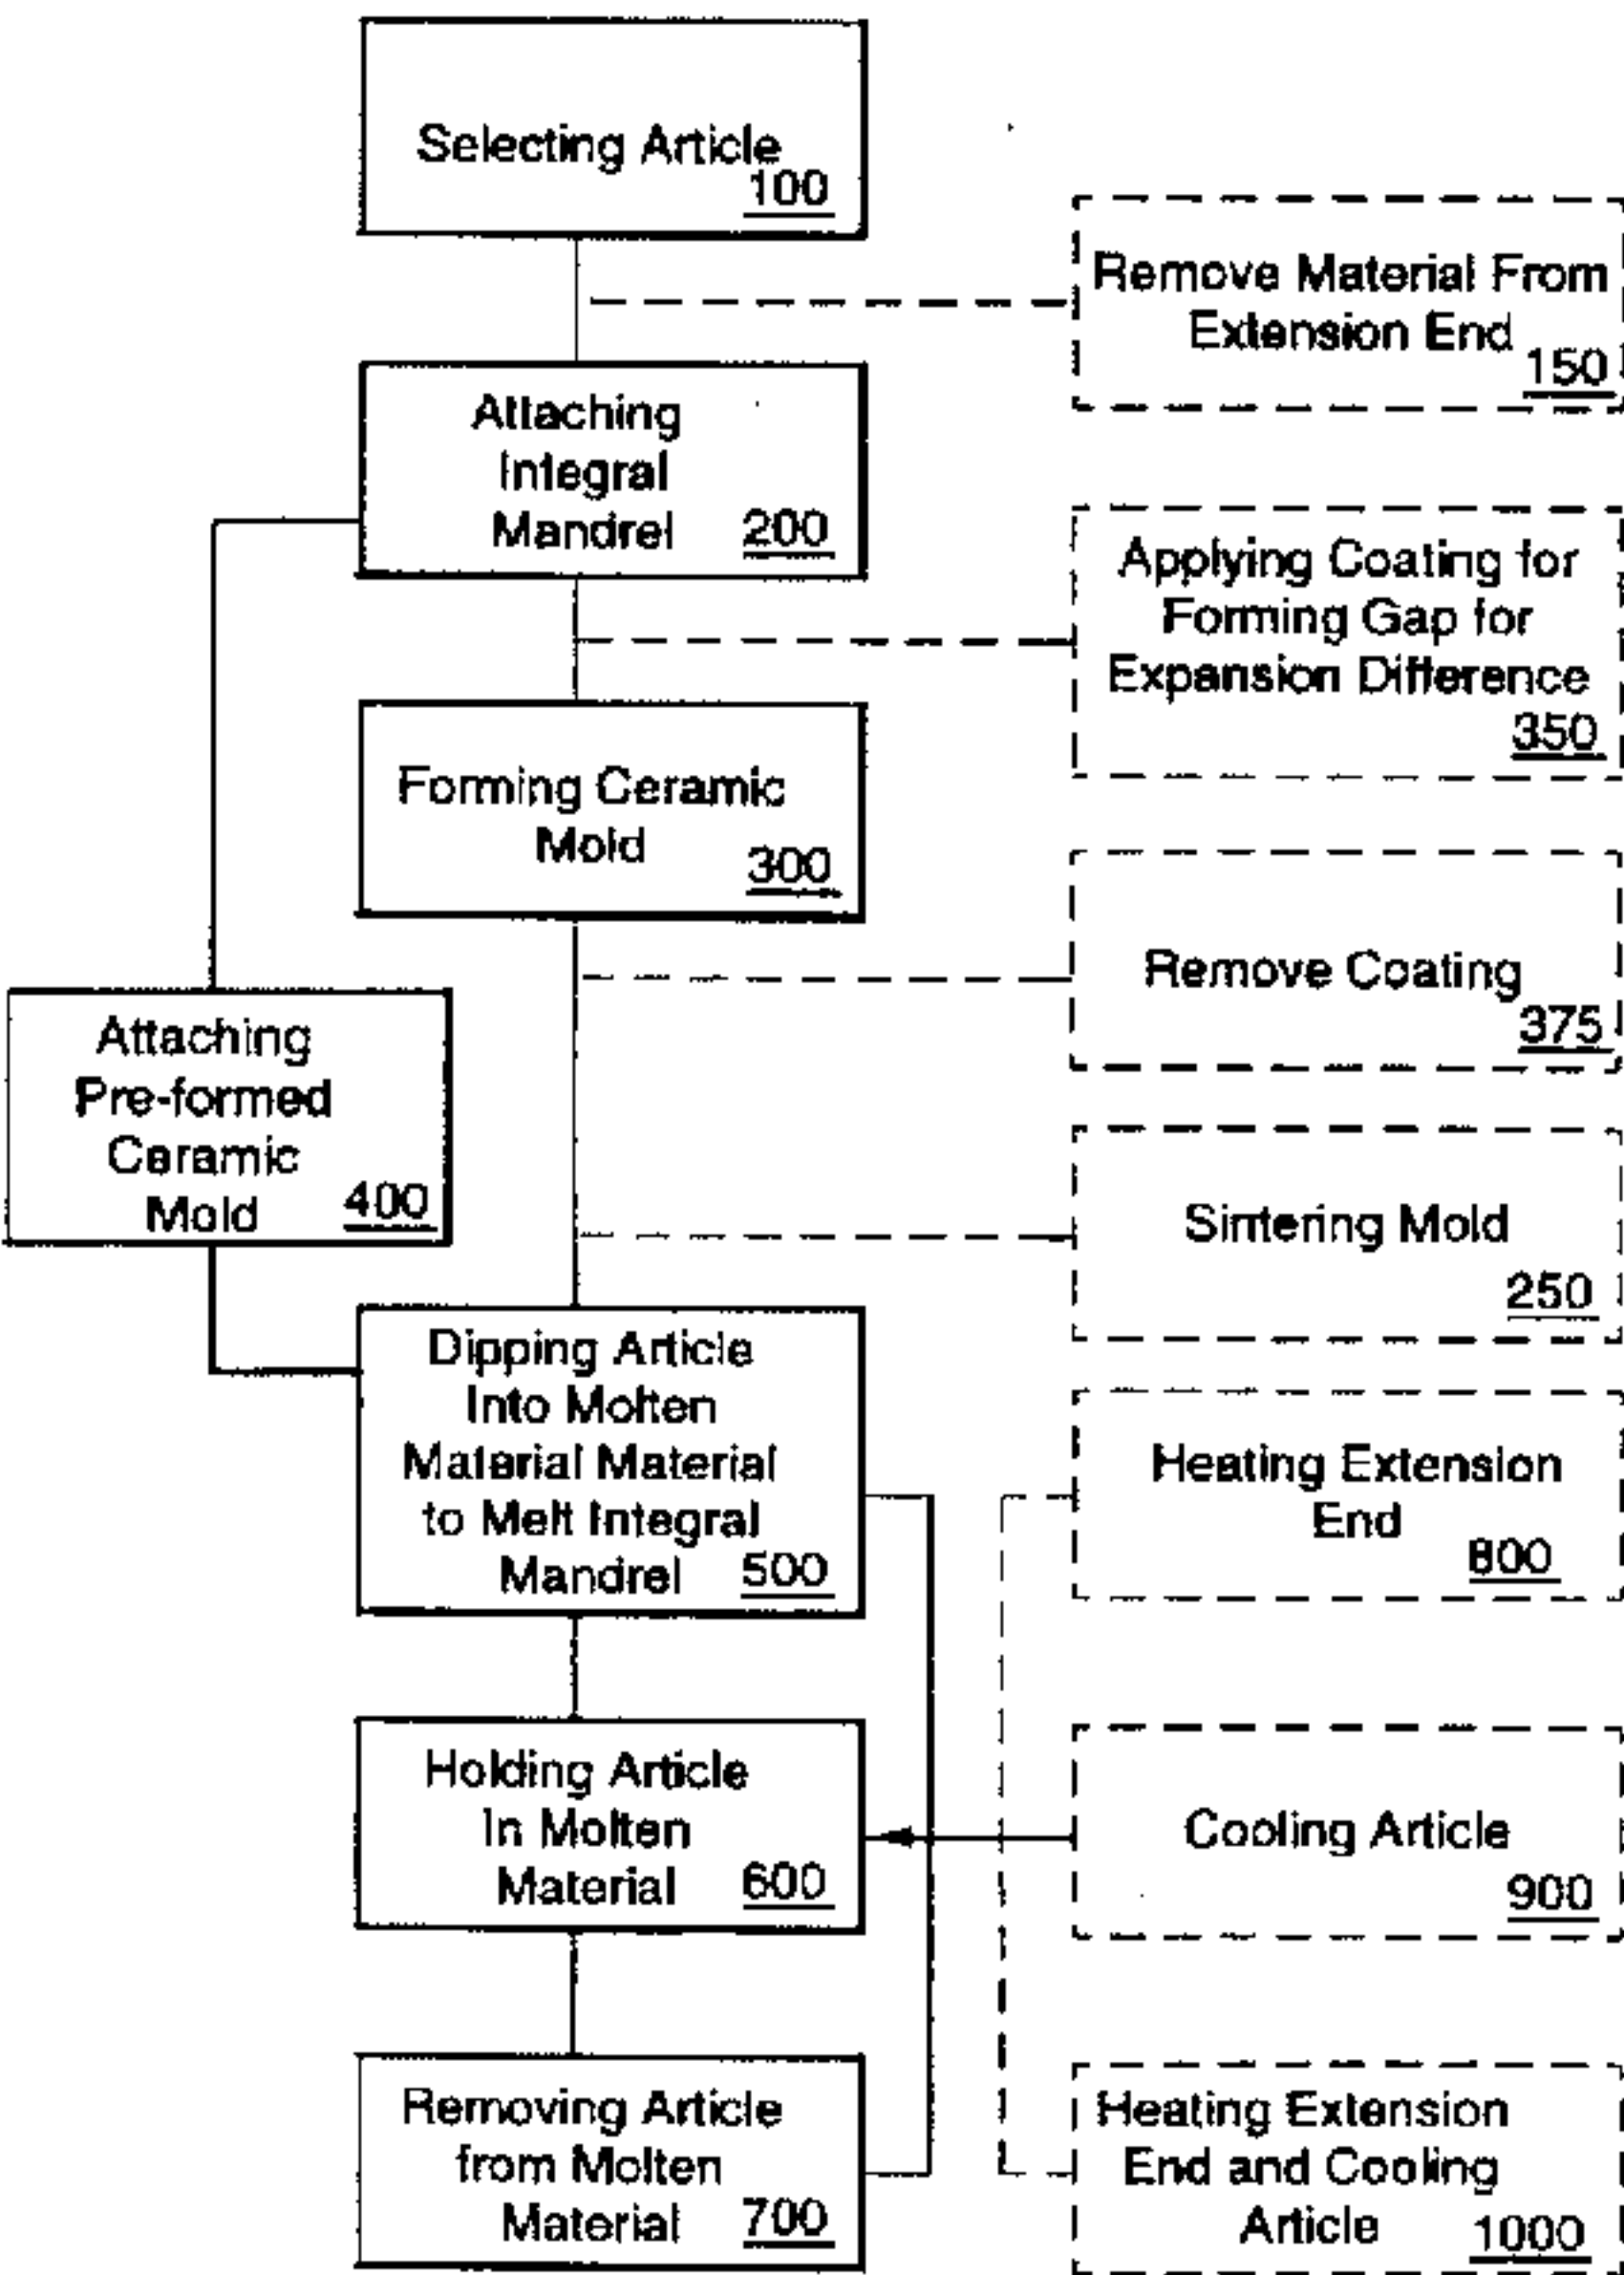 Selecting Article
100
Remove Material From
Extension End
150
Attaching
Integral
Mandrel
200
Applying Coating for
Forming Gap for
Expansion Difference
350
Forming Ceramic
Mold
300
Remove Coating
375
Attaching
Pre-formed
Ceramic
Mold
400
Sintering Mold
250
Dipping Article
Into Molten
Material Material
to Melt Integral
Mandrel
500
Heating Extension
End
800
Holding Article
In Molten
Material
600
Cooling Article
900
Removing Article
from Molten
Material
700
Heating Extension
End and Cooling
Article
1000